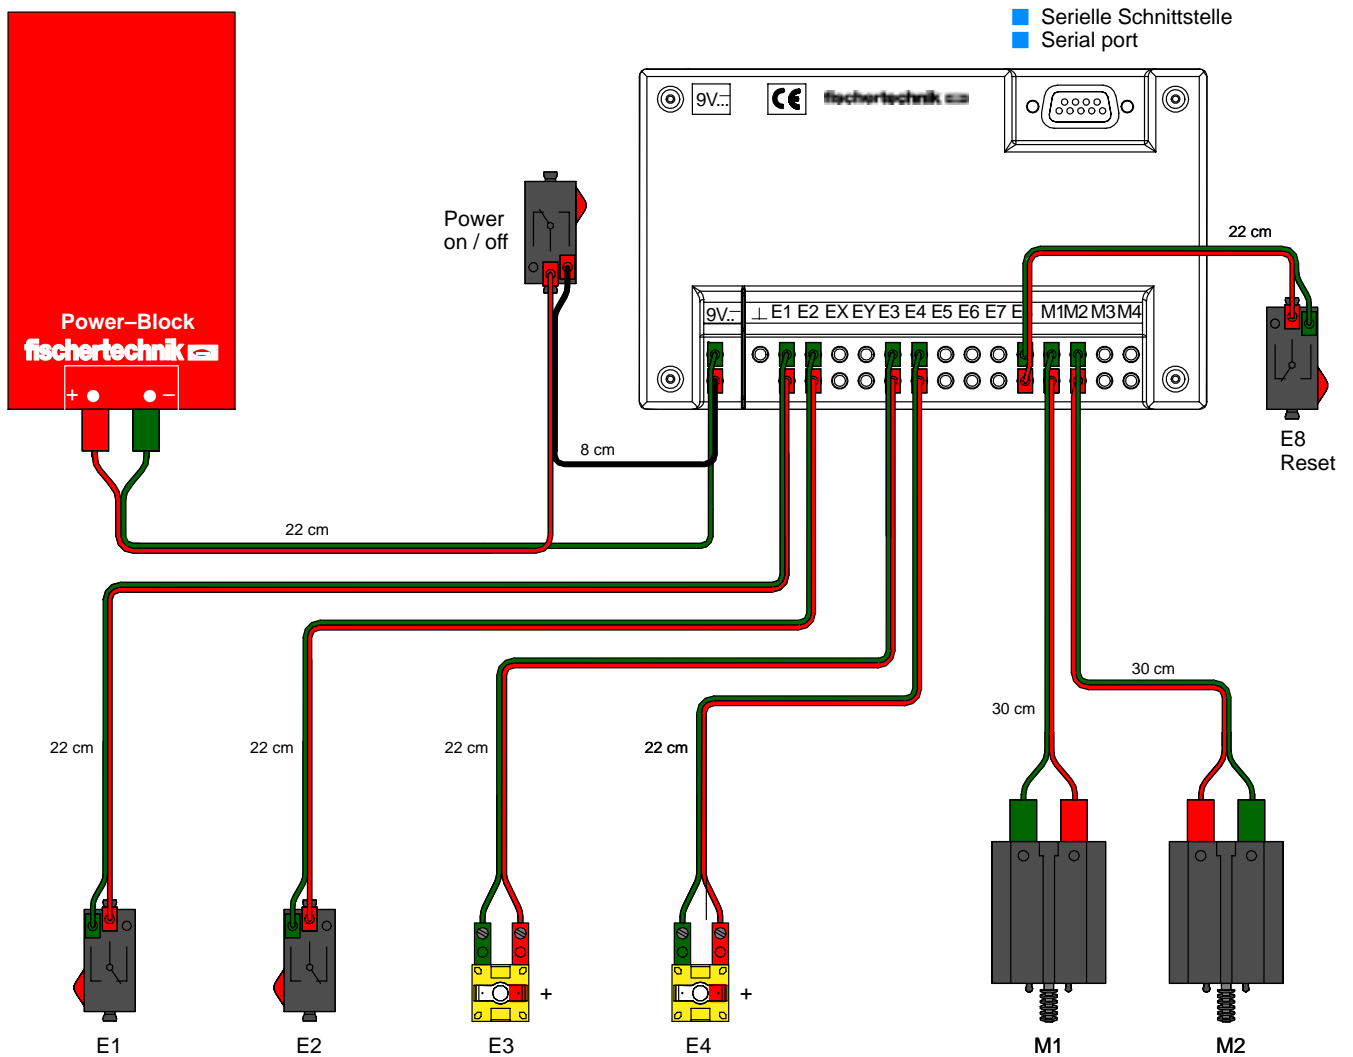 Serielle Schnittstelle
Serial port
9V
CE
fischertechnik
Power
on / off
22 cm
9V ⊥ E1 E2 EX EY E3 E4 E5 E6 E7 M1 M2 M3 M4
Power–Block
fischertechnik
+ –
8 cm
E8
Reset
22 cm
30 cm
30 cm
22 cm
22 cm
22 cm
22 cm
+
+
E1
E2
E3
E4
M1
M2